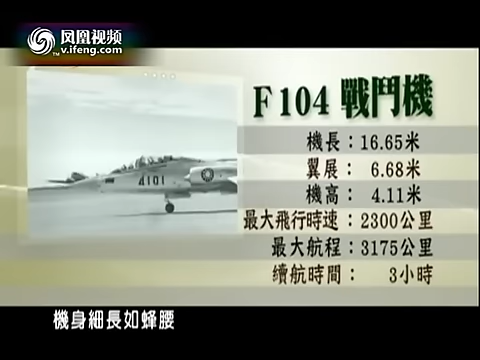 凤凰视频
v.ifeng.com
TM
F104 戰鬥機
4101
機長：16.65米
翼展： 6.68米
機高： 4.11米
最大飛行時速：2300公里
最大航程：3175公里
續航時間： 3小時
機身細長如蜂腰